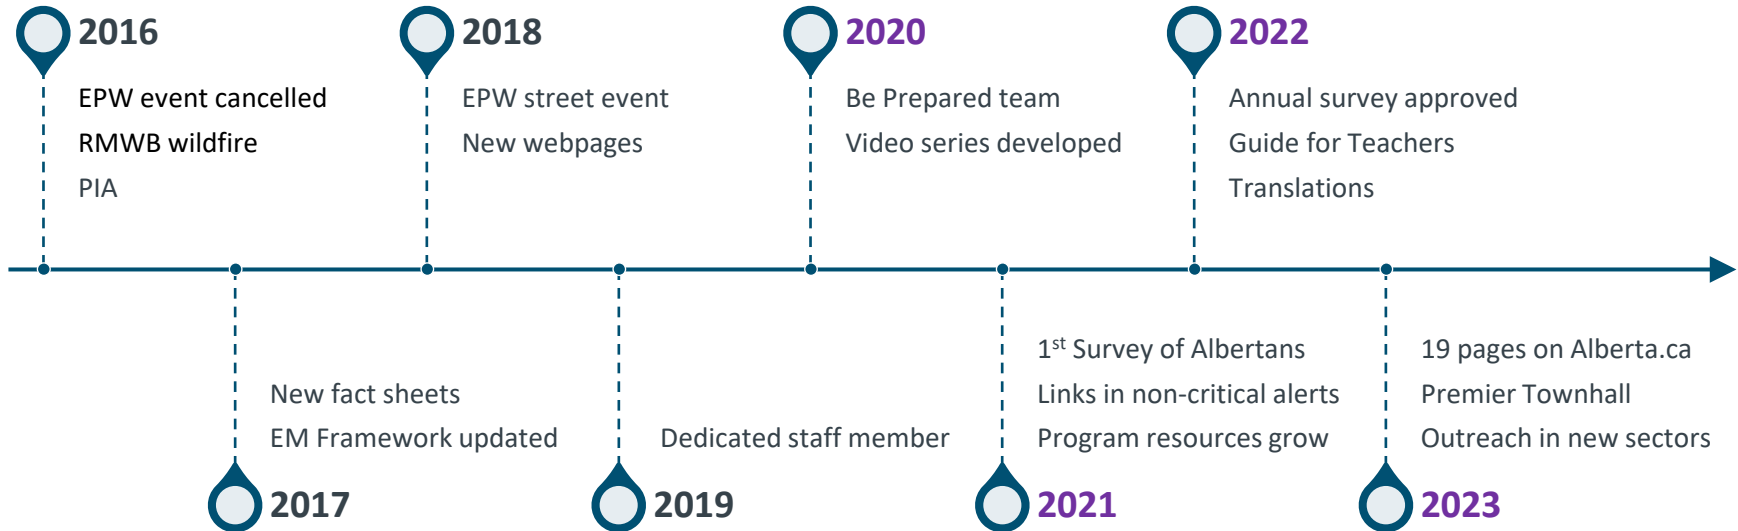 2016
EPW event cancelled
RMWB wildfire
PIA
2018
EPW street event
New webpages
2020
Be Prepared team
Video series developed
2022
Annual survey approved
Guide for Teachers
Translations
New fact sheets
EM Framework updated
2017
Dedicated staff member
2019
1st Survey of Albertans
Links in non-critical alerts
Program resources grow
2021
19 pages on Alberta.ca
Premier Townhall
Outreach in new sectors
2023